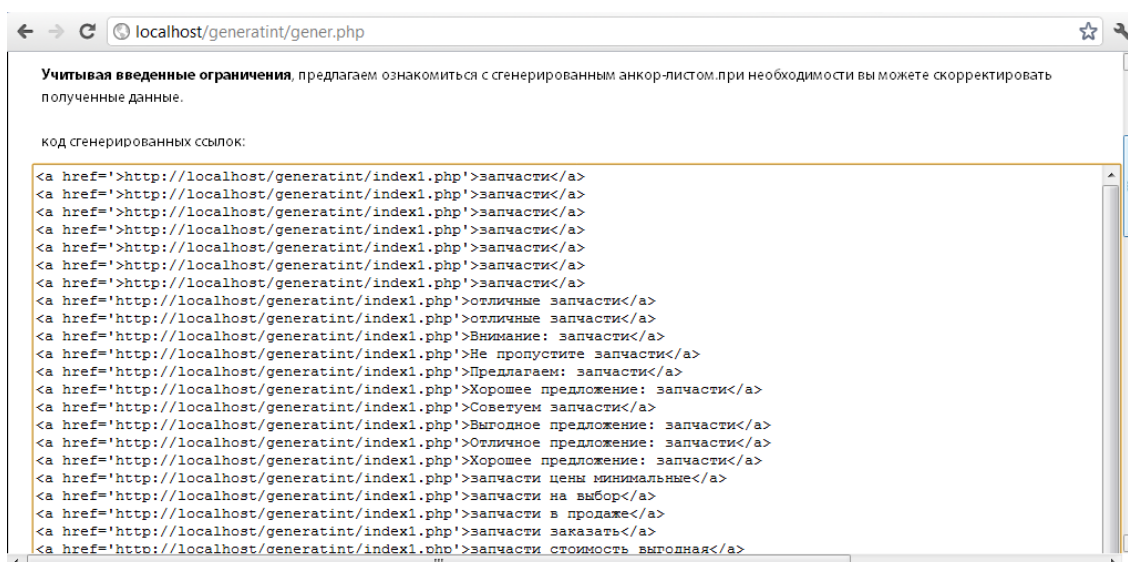 localhost/generatint/gener.php
Учитывая введенные ограничения, предлагаем ознакомиться с сгенерированным анкор-листом.при необходимости вы можете скорректировать
полученные данные.
код сгенерированных ссылок:
<a href='>http://localhost/generatint/index1.php'>запчасти</a>
<a href='>http://localhost/generatint/index1.php'>запчасти</a>
<a href='>http://localhost/generatint/index1.php'>запчасти</a>
<a href='>http://localhost/generatint/index1.php'>запчасти</a>
<a href='>http://localhost/generatint/index1.php'>запчасти</a>
<a href='>http://localhost/generatint/index1.php'>запчасти</a>
<a href='>http://localhost/generatint/index1.php'>запчасти</a>
<a href='http://localhost/generatint/index1.php'>отличные запчасти</a>
<a href='http://localhost/generatint/index1.php'>отличные запчасти</a>
<a href='http://localhost/generatint/index1.php'>Внимание: запчасти</a>
<a href='http://localhost/generatint/index1.php'>Не пропустите запчасти</a>
<a href='http://localhost/generatint/index1.php'>Предлагаем: запчасти</a>
<a href='http://localhost/generatint/index1.php'>Хорошее предложение: запчасти</a>
<a href='http://localhost/generatint/index1.php'>Советуем запчасти</a>
<a href='http://localhost/generatint/index1.php'>Выгодное предложение: запчасти</a>
<a href='http://localhost/generatint/index1.php'>Отличное предложение: запчасти</a>
<a href='http://localhost/generatint/index1.php'>Хорошее предложение: запчасти</a>
<a href='http://localhost/generatint/index1.php'>запчасти цены минимальные</a>
<a href='http://localhost/generatint/index1.php'>запчасти на выбор</a>
<a href='http://localhost/generatint/index1.php'>запчасти в продаже</a>
<a href='http://localhost/generatint/index1.php'>запчасти заказать</a>
<a href='http://localhost/generatint/index1.php'>запчасти стоимость выгодная</a>